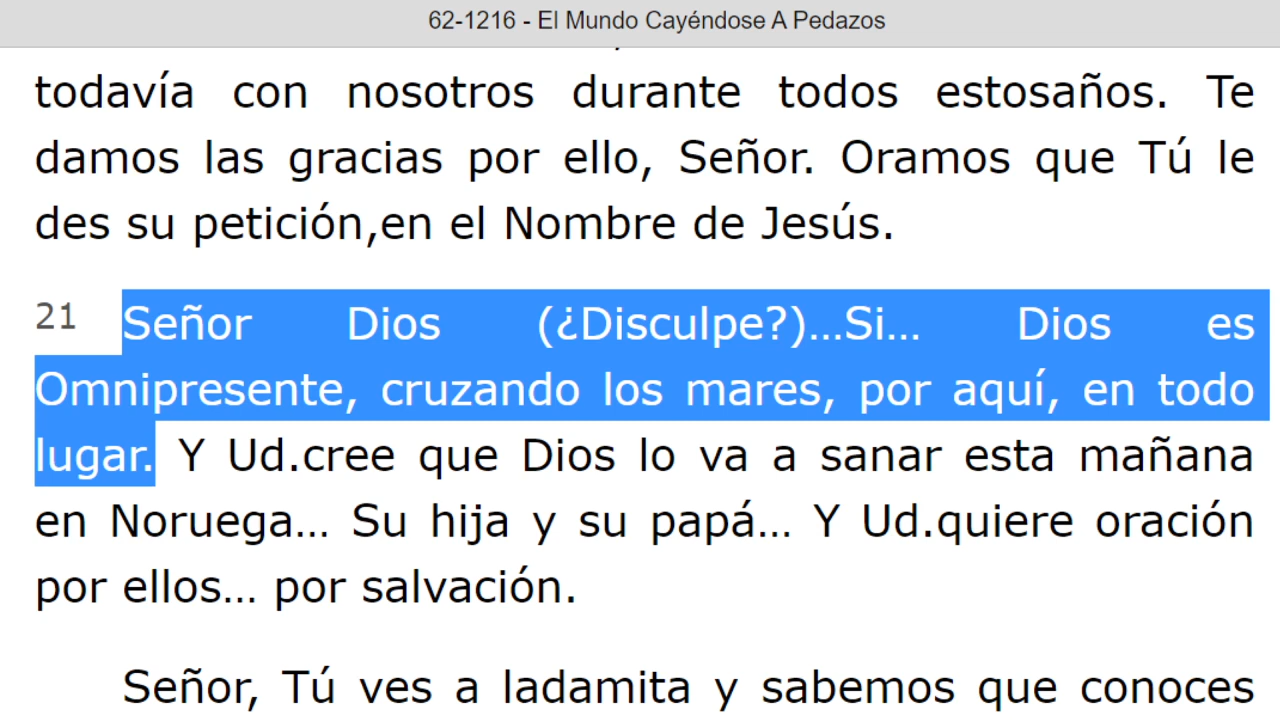 62-1216 - El Mundo Cayéndose A Pedazos
todavía con nosotros durante todos estosaños. Te
damos las gracias por ello, Señor. Oramos que Tú le
des su petición,en el Nombre de Jesús.
21 Señor Dios (¿Disculpe?)...Si... Dios es
Omnipresente, cruzando los mares, por aquí, en todo
lugar. Y Ud.cree que Dios lo va a sanar esta mañana
en Noruega... Su hija y su papá... Y Ud.quiere oración
por ellos... por salvación.
Señor, Tú ves a ladamita y sabemos que conoces